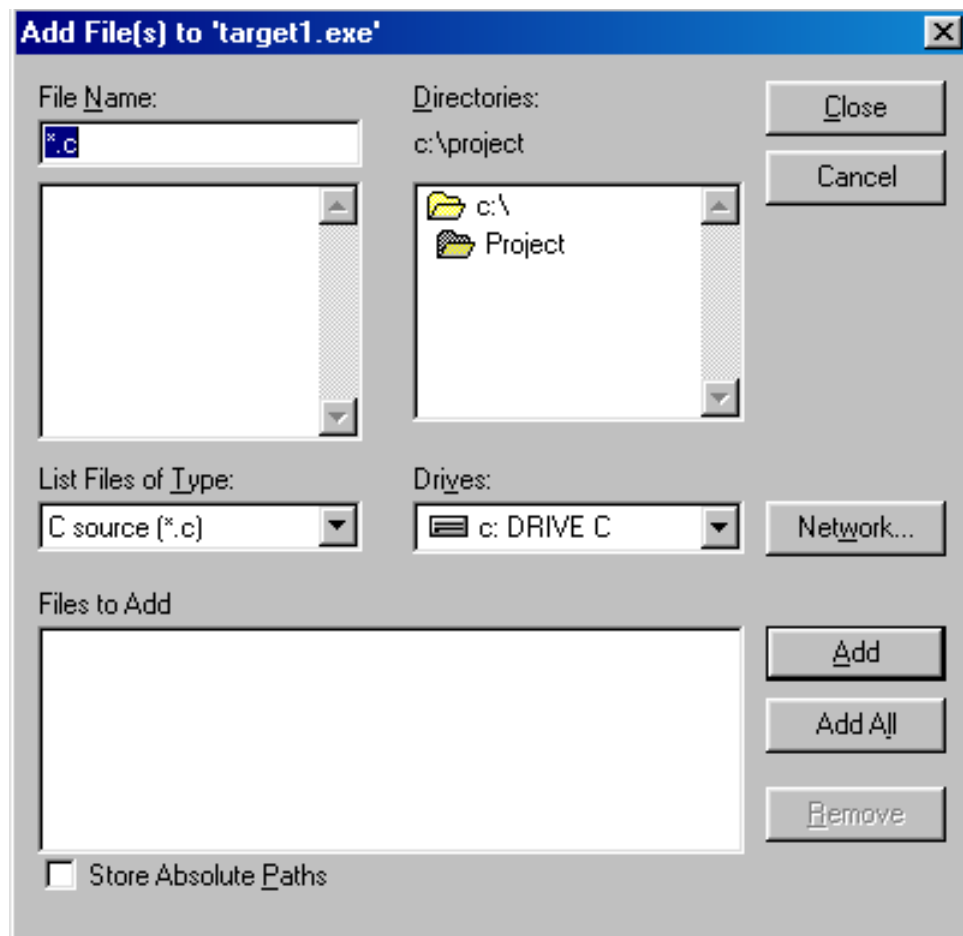 Add File(s) to 'target1.exe'
File Name:
*.c
Directories:
c:\project
c:\
Project
Close
Cancel
List Files of Type:
C source (*.c)
Drives:
c: DRIVE C
Network...
Files to Add
Add
Add All
Remove
Store Absolute Paths